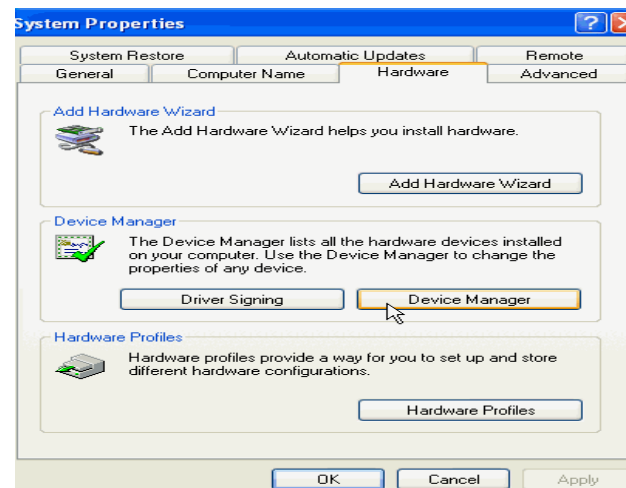 System Properties
System Restore Automatic Updates Remote
General Computer Name Hardware Advanced
Add Hardware Wizard
The Add Hardware Wizard helps you install hardware.
Add Hardware Wizard
Device Manager
The Device Manager lists all the hardware devices installed
on your computer. Use the Device Manager to change the
properties of any device.
Driver Signing Device Manager
Hardware Profiles
Hardware profiles provide a way for you to set up and store
different hardware configurations.
Hardware Profiles
OK Cancel Apply